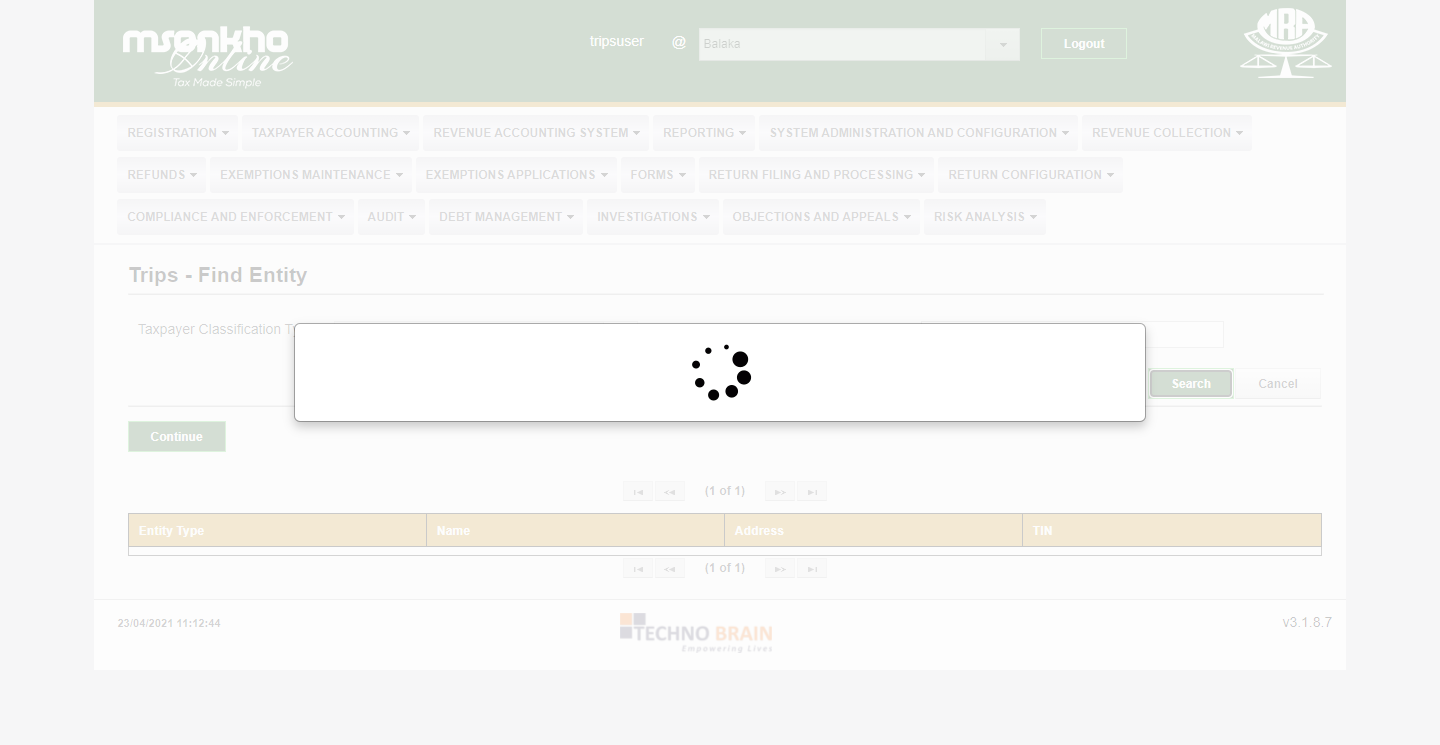 msonkho
Online
Tax Made Simple
tripsuser @ Balaka Logout
MRA
REGISTRATION TAXPAYER ACCOUNTING REVENUE ACCOUNTING SYSTEM REPORTING SYSTEM ADMINISTRATION AND CONFIGURATION REVENUE COLLECTION
REFUNDS EXEMPTIONS MAINTENANCE EXEMPTIONS APPLICATIONS FORMS RETURN FILING AND PROCESSING RETURN CONFIGURATION
COMPLIANCE AND ENFORCEMENT AUDIT DEBT MANAGEMENT INVESTIGATIONS OBJECTIONS AND APPEALS RISK ANALYSIS
Trips - Find Entity
Taxpayer Classification
Search Cancel
Continue
(1 of 1)
Entity Type Name Address TIN
(1 of 1)
23/04/2021 11:12:44 TECHNO BRAIN v3.1.8.7
Empowering Lives